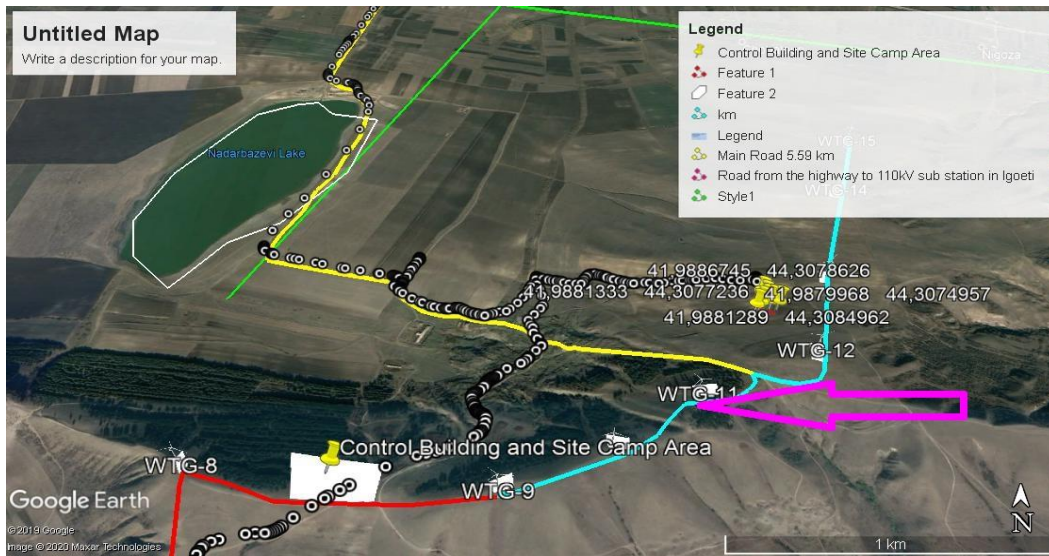 Untitled Map
Write a description for your map.
Legend
Control Building and Site Camp Area
Feature 1
Feature 2
km
Legend
Main Road 5.59 km
Road from the highway to 110kV sub station in Igoeti
Style1
Nigoza
WTG-15
WTG-14
Nadarbazevi Lake
41,9886745 44,3078626
41,9881333 44,3077236 41,9879968 44,3074957
41,9881289 44,3084962
WTG-12
WTG-11
Control Building and Site Camp Area
WTG-8
WTG-9
Google Earth
©2019 Google
Image © 2020 Maxar Technologies
N
1 km